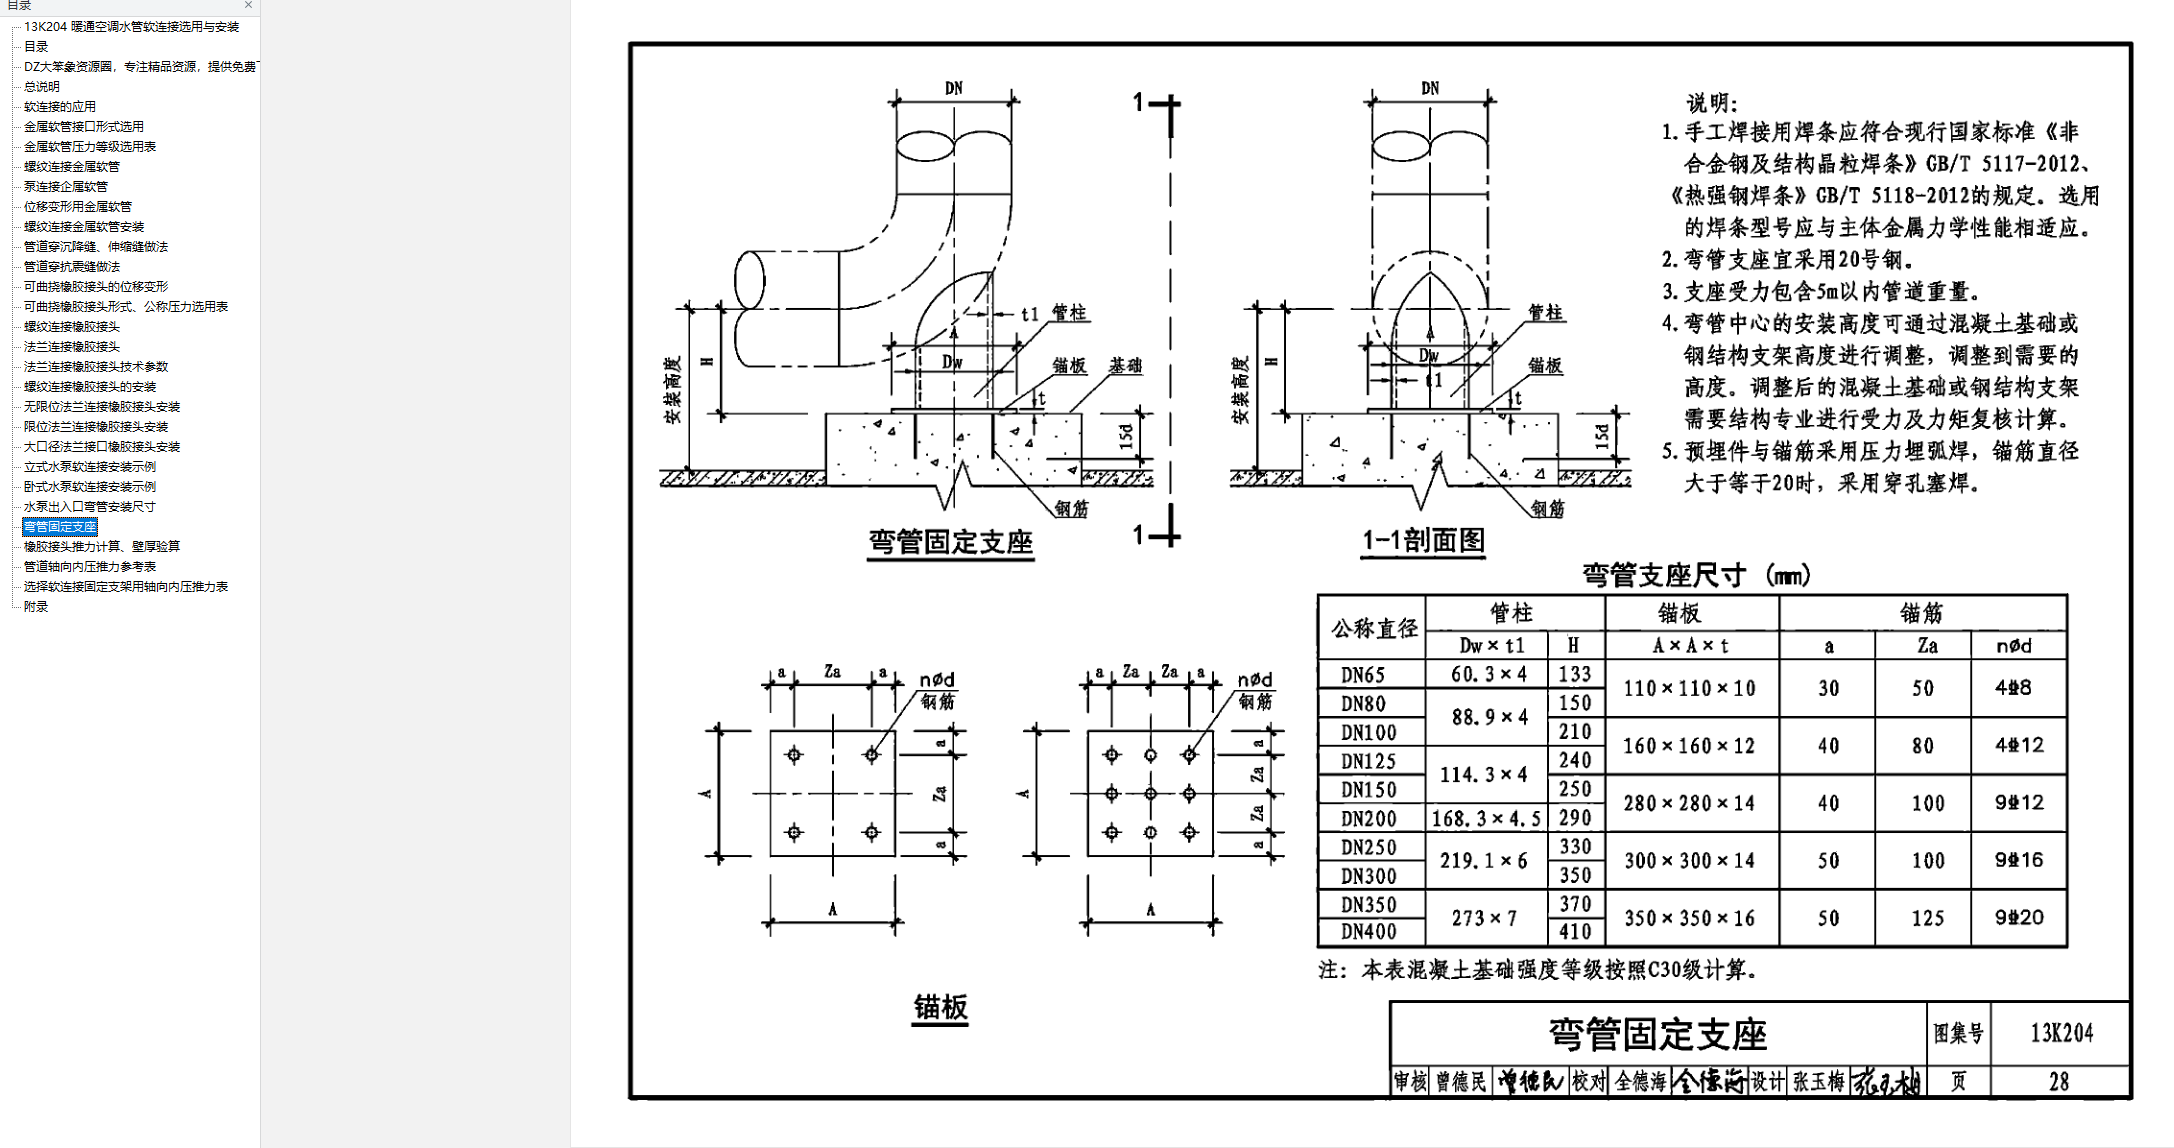 目录
×
13K204 暖通空调水管软连接选用与安装
目录
DZ大笨象资源圈，专注精品资源，提供免费
总说明
软连接的应用
金属软管接口形式选用
金属软管压力等级选用表
螺纹连接金属软管
泵连接企属软管
位移变形用金属软管
螺纹连接金属软管安装
管道穿沉降缝、伸缩缝做法
管道穿抗震缝做法
可曲挠橡胶接头的位移变形
可曲挠橡胶接头形式、公称压力选用表
螺纹连接橡胶接头
法兰连接橡胶接头
法兰连接橡胶接头技术参数
螺纹连接橡胶接头的安装
无限位法兰连接橡胶接头安装
限位法兰连接橡胶接头安装
大口径法兰接口橡胶接头安装
立式水泵软连接安装示例
卧式水泵软连接安装示例
水泵出入口弯管安装尺寸
弯管固定支座
橡胶接头推力计算、壁厚验算
管道轴向内压推力参考表
选择软连接固定支架用轴向内压推力表
附录
DN
1
t1
管柱
A
Dw
锚板
基础
t
H
安装高度
15d
钢筋
1
弯管固定支座
DN
管柱
A
Dw
锚板
t1
t
H
安装高度
15d
钢筋
1-1剖面图
说明:
1.手工焊接用焊条应符合现行国家标准《非
合金钢及结构晶粒焊条》GB/T 5117-2012、
《热强钢焊条》GB/T 5118-2012的规定。选用
的焊条型号应与主体金属力学性能相适应。
2.弯管支座宜采用20号钢。
3.支座受力包含5m以内管道重量。
4.弯管中心的安装高度可通过混凝土基础或
钢结构支架高度进行调整，调整到需要的
高度。调整后的混凝土基础或钢结构支架
需要结构专业进行受力及力矩复核计算。
5.预埋件与锚筋采用压力埋弧焊，锚筋直径
大于等于20时，采用穿孔塞焊。
a Za a
nød
钢筋
a
Za
a
A
A
a Za Za a
nød
钢筋
a
Za
Za
a
A
A
锚板
弯管支座尺寸 (mm)
公称直径 管柱 锚板 锚筋
Dw×t1 H A×A×t a Za nød
DN65 60.3×4 133 110×110×10 30 50 4Φ8
DN80 88.9×4 150
DN100 210 160×160×12 40 80 4Φ12
DN125 114.3×4 240
DN150 250 280×280×14 40 100 9Φ12
DN200 168.3×4.5 290
DN250 219.1×6 330 300×300×14 50 100 9Φ16
DN300 350
DN350 273×7 370 350×350×16 50 125 9Φ20
DN400 410
注: 本表混凝土基础强度等级按照C30级计算。
弯管固定支座 图集号 13K204
审核 曾德民 曾德民 校对 全德海 全德海 设计 张玉梅 张玉梅 页 28